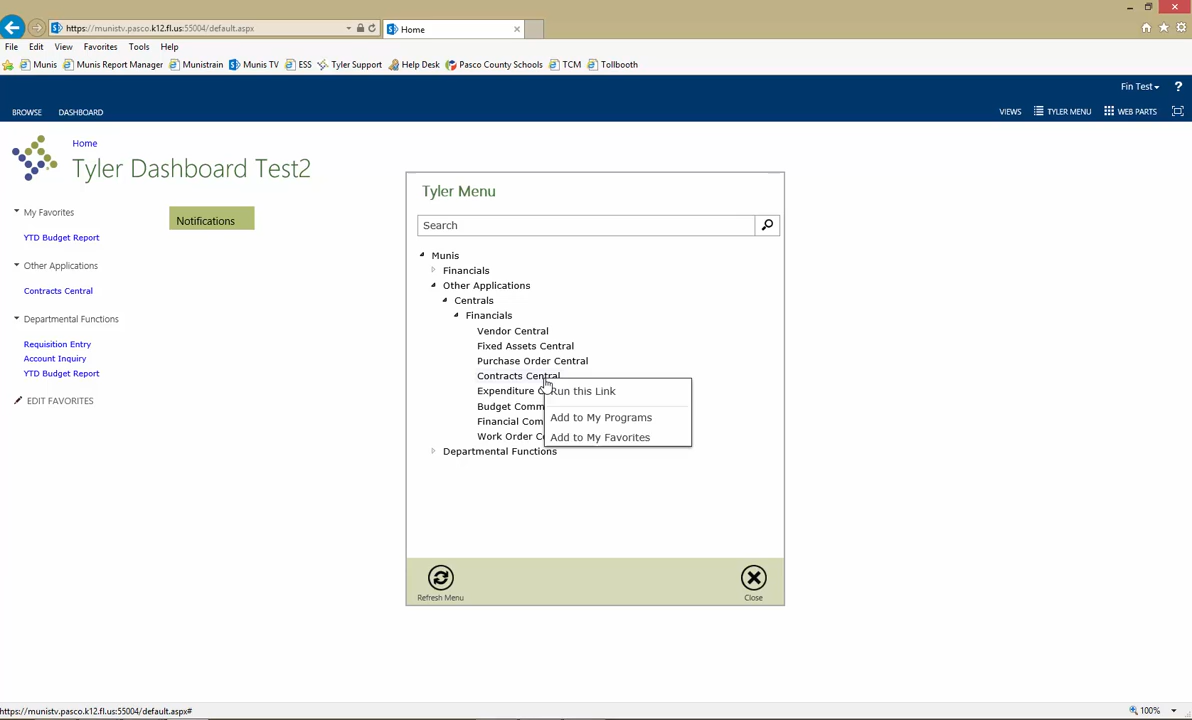 https://munistv.pasco.k12.fl.us:55004/default.aspx
Home
File Edit View Favorites Tools Help
Munis Munis Report Manager Munistrain Munis TV ESS Tyler Support Help Desk Pasco County Schools TCM Tollbooth
Fin Test ?
BROWSE DASHBOARD VIEWS TYLER MENU WEB PARTS
Home
Tyler Dashboard Test2
My Favorites
YTD Budget Report
Other Applications
Contracts Central
Departmental Functions
Requisition Entry
Account Inquiry
YTD Budget Report
EDIT FAVORITES
Notifications
Tyler Menu
Search
Munis
Financials
Other Applications
Centrals
Financials
Vendor Central
Fixed Assets Central
Purchase Order Central
Contracts Central
Expenditure
Budget Comm
Financial Com
Work Order C
Departmental Functions
Run this Link
Add to My Programs
Add to My Favorites
Refresh Menu
Close
https://munistv.pasco.k12.fl.us:55004/default.aspx#
100%